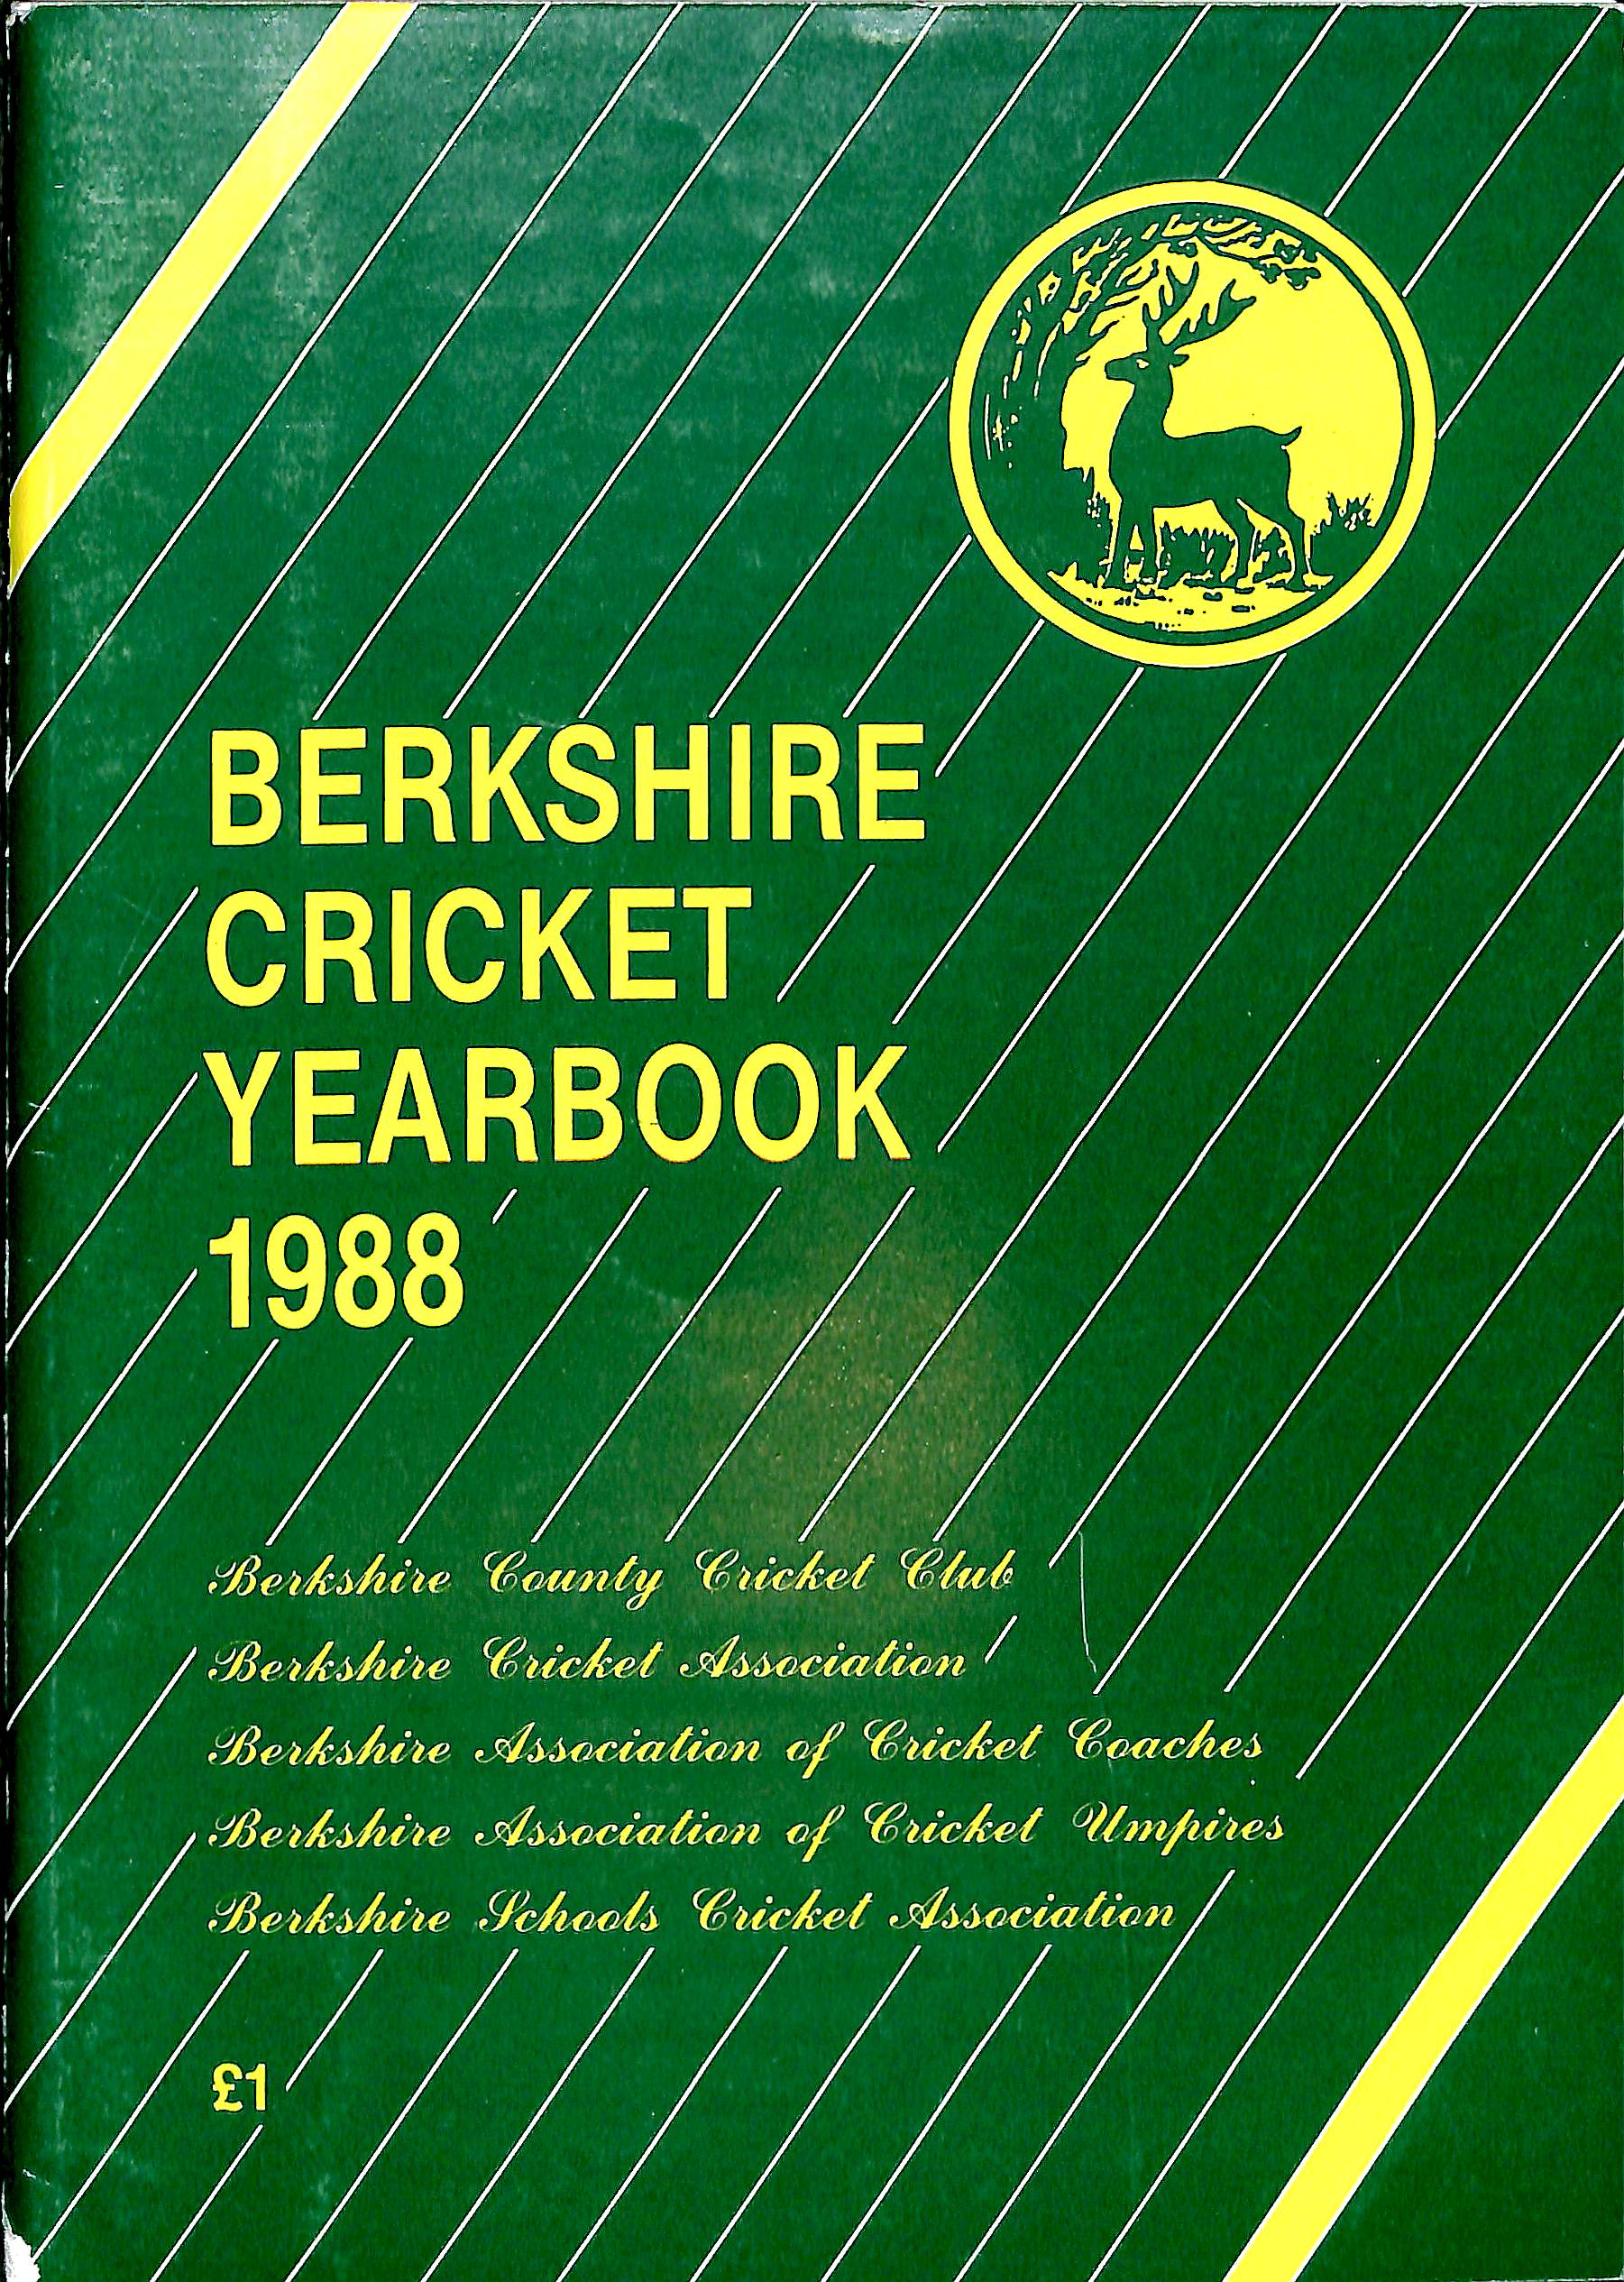 BERKSHIRE
CRICKET
YEARBOOK
1988
Berkshire County Cricket Club
Berkshire Cricket Association
Berkshire Association of Cricket Coaches
Berkshire Association of Cricket Umpires
Berkshire Schools Cricket Association
£1